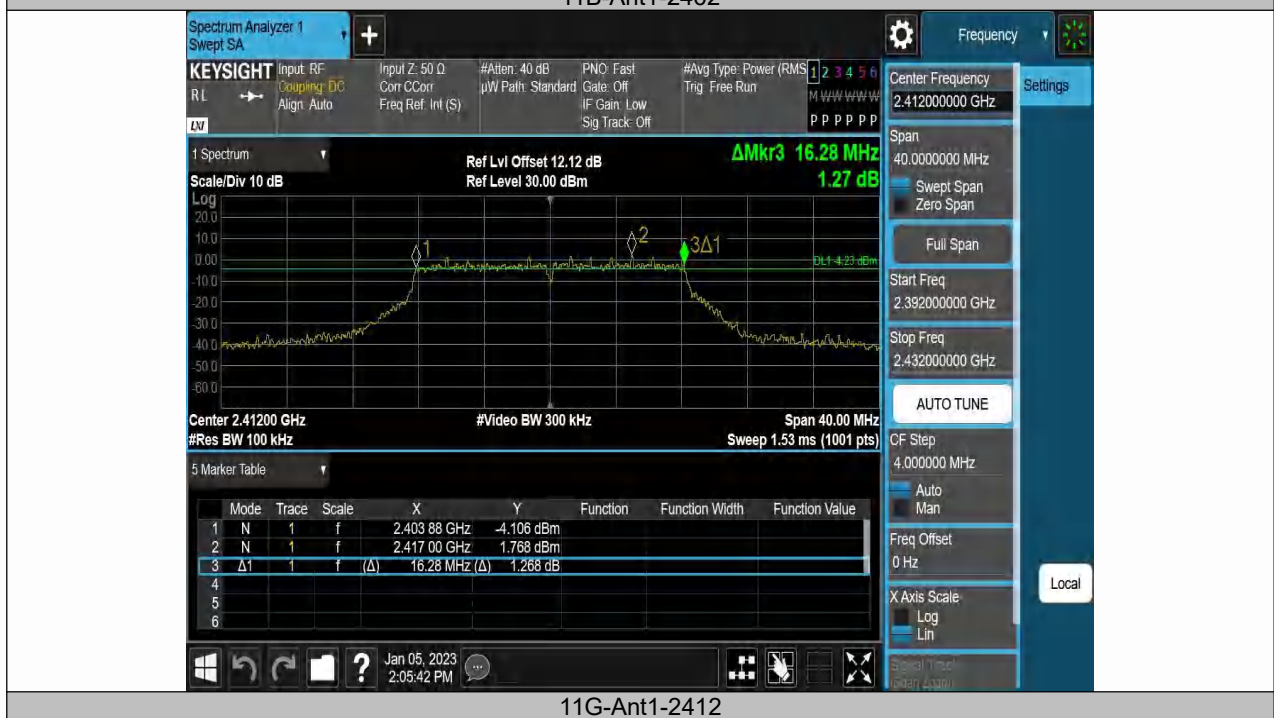 Spectrum Analyzer 1
Swept SA
+
Frequency
KEYSIGHT
RL
LXI
Input: RF
Coupling: DC
Align: Auto
Input Z: 50 Ω
Corr CCorr
Freq Ref: Int (S)
#Atten: 40 dB
µW Path: Standard
PNO: Fast
Gate: Off
IF Gain: Low
Sig Track: Off
#Avg Type: Power (RMS
Trig: Free Run
1 2 3 4 5 6
M W W W W W
P P P P P P
Center Frequency
2.412000000 GHz
Settings
Span
40.0000000 MHz
Swept Span
Zero Span
Full Span
Start Freq
2.392000000 GHz
Stop Freq
2.432000000 GHz
AUTO TUNE
CF Step
4.000000 MHz
Auto
Man
Freq Offset
0 Hz
X Axis Scale
Log
Lin
Local
1 Spectrum
Scale/Div 10 dB
Ref Lvl Offset 12.12 dB
Ref Level 30.00 dBm
ΔMkr3 16.28 MHz
1.27 dB
Log
20.0
10.0
0.00
-10.0
-20.0
-30.0
-40.0
-50.0
-60.0
1
2
3Δ1
DL1 -4.23 dBm
Center 2.41200 GHz
#Video BW 300 kHz
Span 40.00 MHz
#Res BW 100 kHz
Sweep 1.53 ms (1001 pts)
5 Marker Table
Mode Trace Scale X Y Function Function Width Function Value
1 N 1 f 2.403 88 GHz -4.106 dBm
2 N 1 f 2.417 00 GHz 1.768 dBm
3 Δ1 1 f (Δ) 16.28 MHz (Δ) 1.268 dB
4
5
6
?
Jan 05, 2023
2:05:42 PM
11G-Ant1-2412